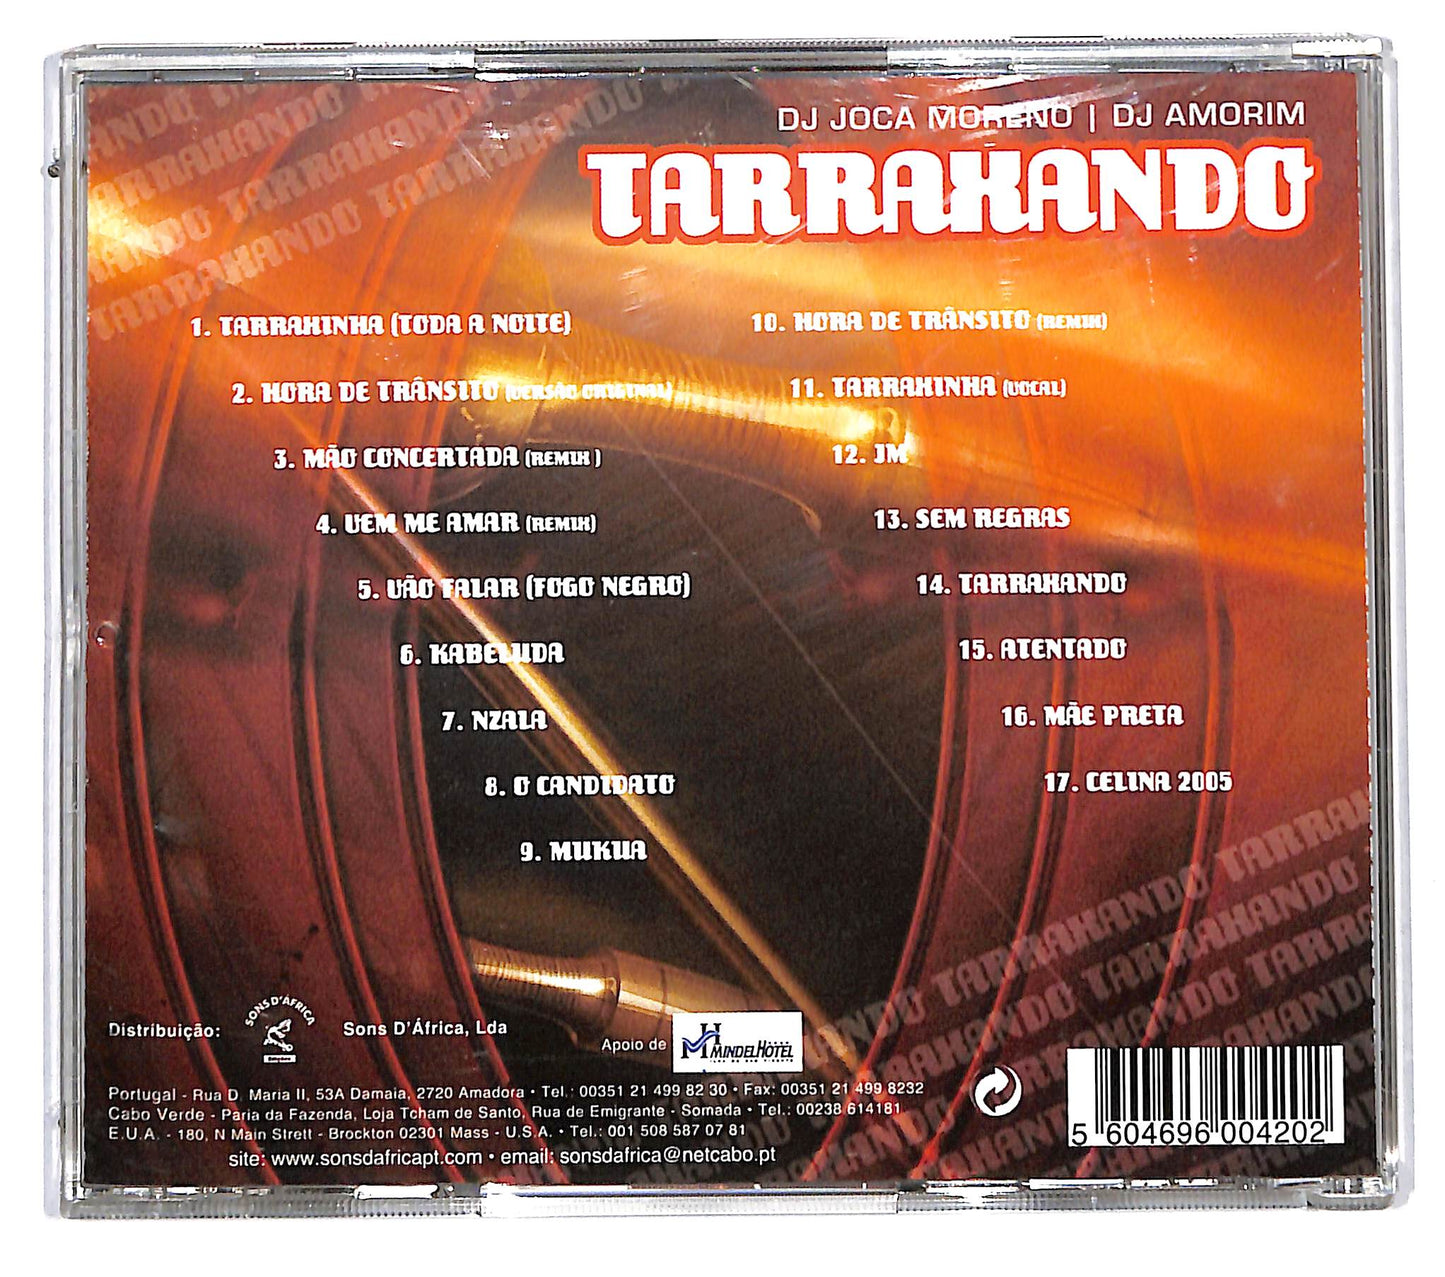 DJ JOCA MORENO | DJ AMORIM
TARRAXANDO
1. TARRAXINHA (TODA A NOITE)
2. HORA DE TRÂNSITO (VERSÃO ORIGINAL)
3. MÃO CONCERTADA (REMIX )
4. VEM ME AMAR (REMIX)
5. VÃO FALAR (FOGO NEGRO)
6. KABELUDA
7. NZALA
8. O CANDIDATO
9. MUKUA
10. HORA DE TRÂNSITO (REMIX)
11. TARRAXINHA (VOCAL)
12. JM
13. SEM REGRAS
14. TARRAXANDO
15. ATENTADO
16. MÃE PRETA
17. CELINA 2005
Distribuição:
SONS D'ÁFRICA
Sons D'África, Lda
Apoio de
MINDELHOTEL
Portugal - Rua D. Maria II, 53A Damaia, 2720 Amadora • Tel.: 00351 21 499 82 30 • Fax: 00351 21 499 8232
Cabo Verde - Paria da Fazenda, Loja Tcham de Santo, Rua de Emigrante - Somada • Tel.: 00238 614181
E.U.A. - 180, N Main Strett - Brockton 02301 Mass - U.S.A. • Tel.: 001 508 587 07 81
site: www.sonsdafricapt.com • email: sonsdafrica@netcabo.pt
5 604696 004202